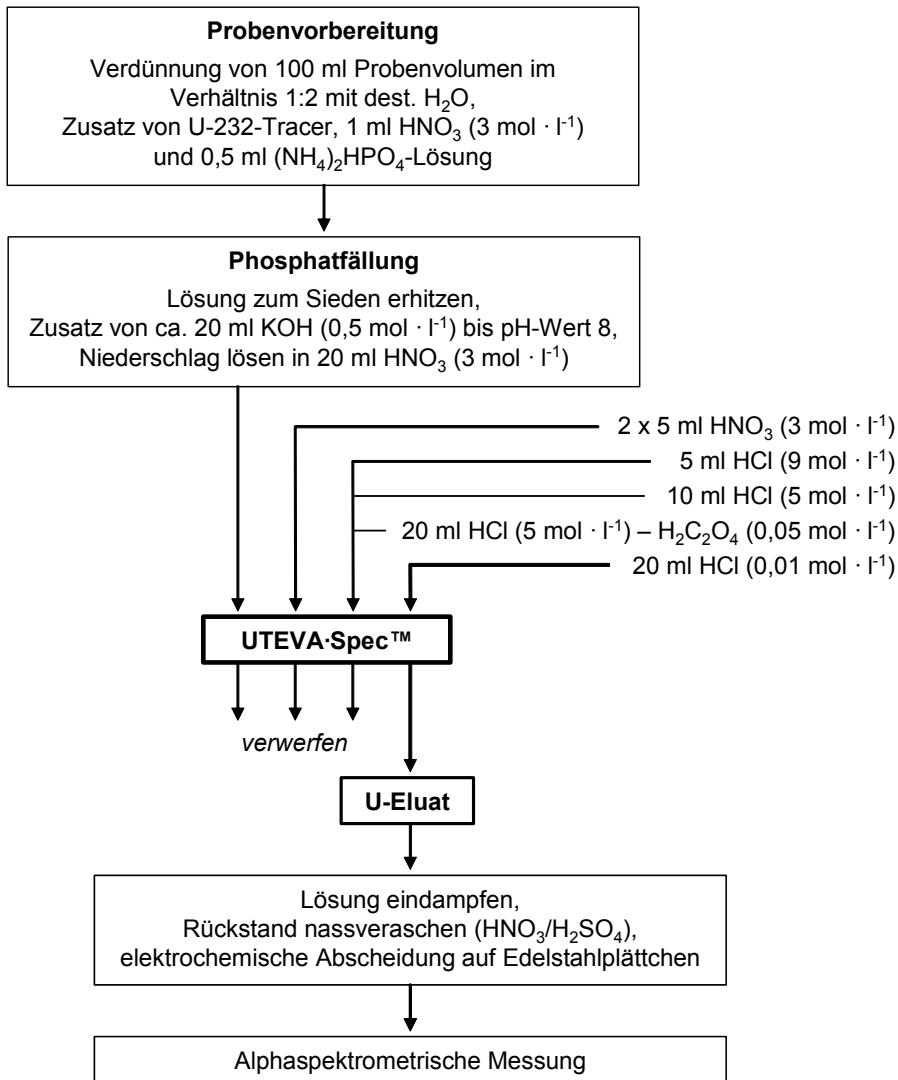 Probenvorbereitung
Verdünnung von 100 ml Probenvolumen im
Verhältnis 1:2 mit dest. H₂O,
Zusatz von U-232-Tracer, 1 ml HNO₃ (3 mol · l⁻¹)
und 0,5 ml (NH₄)₂HPO₄-Lösung
Phosphatfällung
Lösung zum Sieden erhitzen,
Zusatz von ca. 20 ml KOH (0,5 mol · l⁻¹) bis pH-Wert 8,
Niederschlag lösen in 20 ml HNO₃ (3 mol · l⁻¹)
2 x 5 ml HNO₃ (3 mol · l⁻¹)
5 ml HCl (9 mol · l⁻¹)
10 ml HCl (5 mol · l⁻¹)
20 ml HCl (5 mol · l⁻¹) – H₂C₂O₄ (0,05 mol · l⁻¹)
20 ml HCl (0,01 mol · l⁻¹)
UTEVA·Spec™
verwerfen
U-Eluat
Lösung eindampfen,
Rückstand nassveraschen (HNO₃/H₂SO₄),
elektrochemische Abscheidung auf Edelstahlplättchen
Alphaspektrometrische Messung